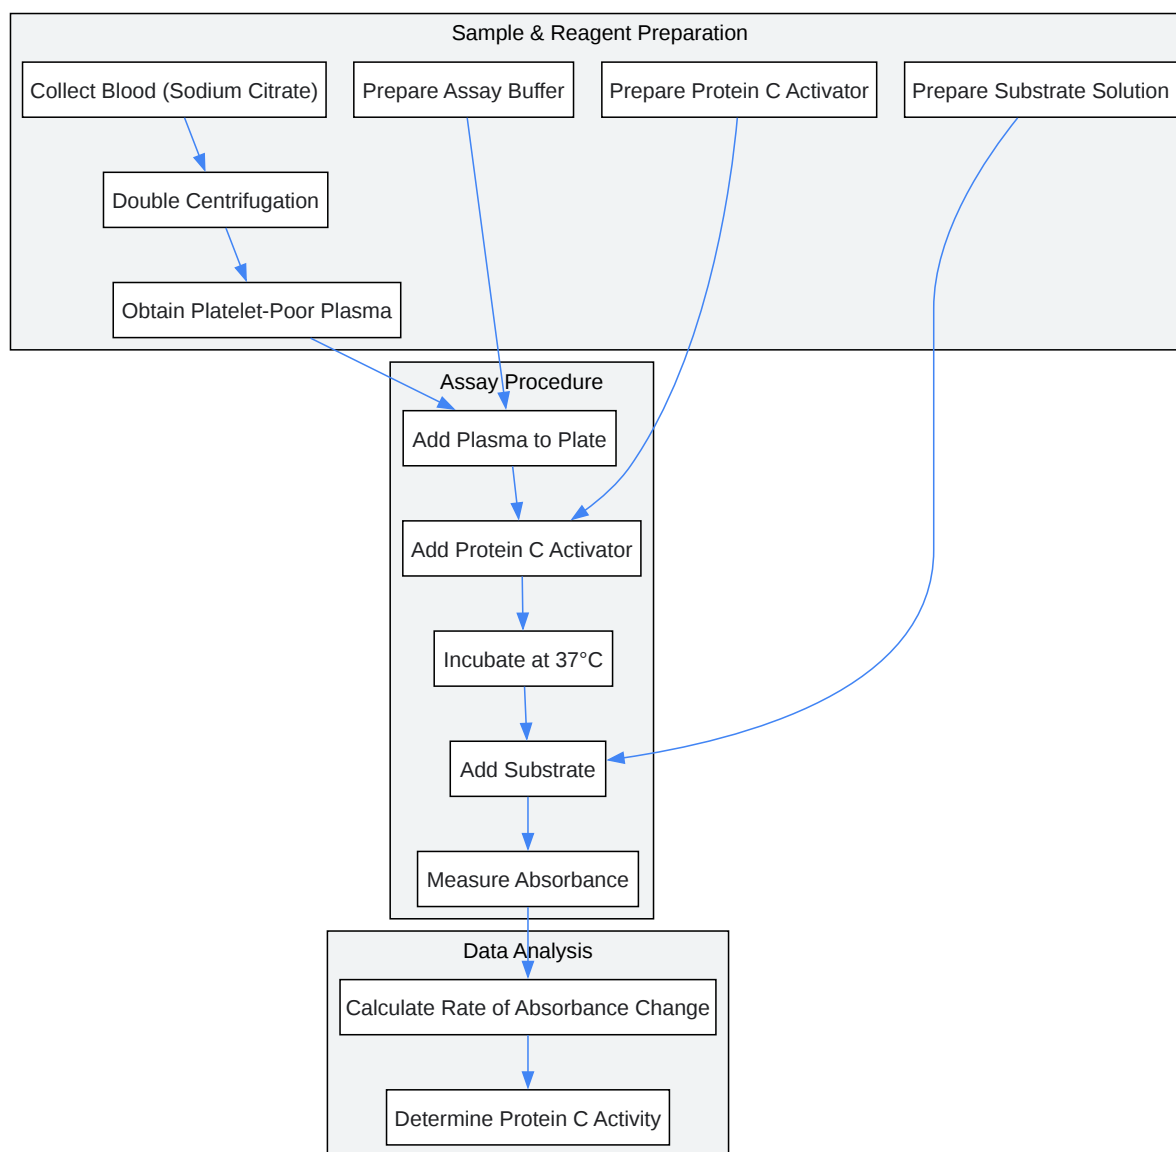 Sample & Reagent Preparation
Collect Blood (Sodium Citrate)
Prepare Assay Buffer
Prepare Protein C Activator
Prepare Substrate Solution
Double Centrifugation
Obtain Platelet-Poor Plasma
Assay Procedure
Add Plasma to Plate
Add Protein C Activator
Incubate at 37°C
Add Substrate
Measure Absorbance
Data Analysis
Calculate Rate of Absorbance Change
Determine Protein C Activity